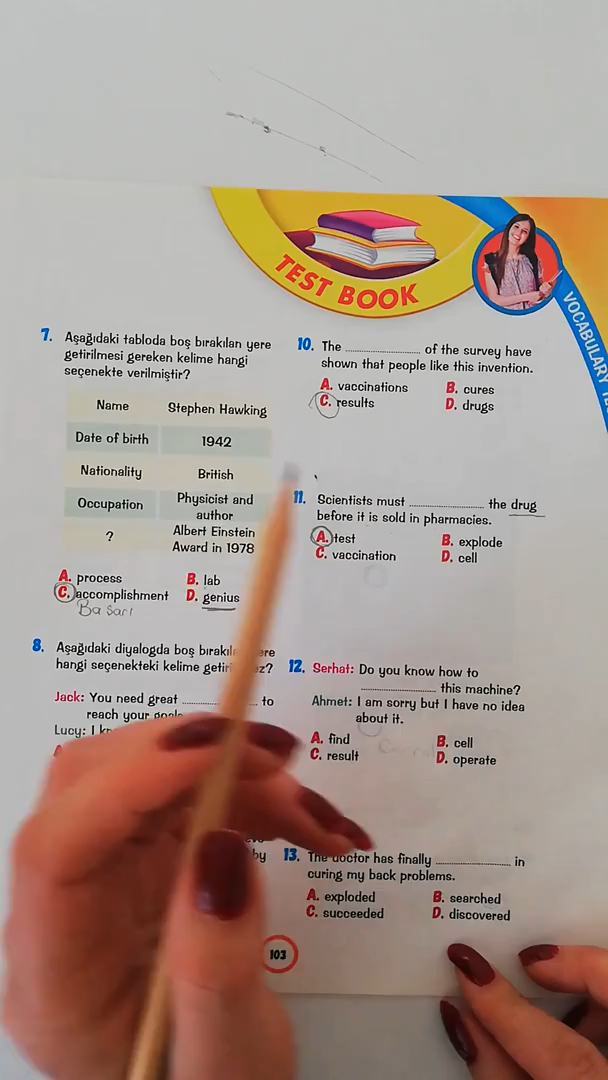 TEST BOOK
VOCABULARY
7. Aşağıdaki tabloda boş bırakılan yere
getirilmesi gereken kelime hangi
seçenekte verilmiştir?
Name Stephen Hawking
Date of birth 1942
Nationality British
Occupation Physicist and
author
? Albert Einstein
Award in 1978
A. process B. lab
C. accomplishment D. genius
Başarı
8. Aşağıdaki diyalogda boş
hangi seçenekteki kelime
Jack: You need great .................... to
reach your goals
Lucy: I
by
10. The .................... of the survey have
shown that people like this invention.
A. vaccinations B. cures
C. results D. drugs
11. Scientists must .................... the drug
before it is sold in pharmacies.
A. test B. explode
C. vaccination D. cell
12. Serhat: Do you know how to
.................... this machine?
Ahmet: I am sorry but I have no idea
about it.
A. find B. cell
C. result D. operate
13. The doctor has finally .................... in
curing my back problems.
A. exploded B. searched
C. succeeded D. discovered
103